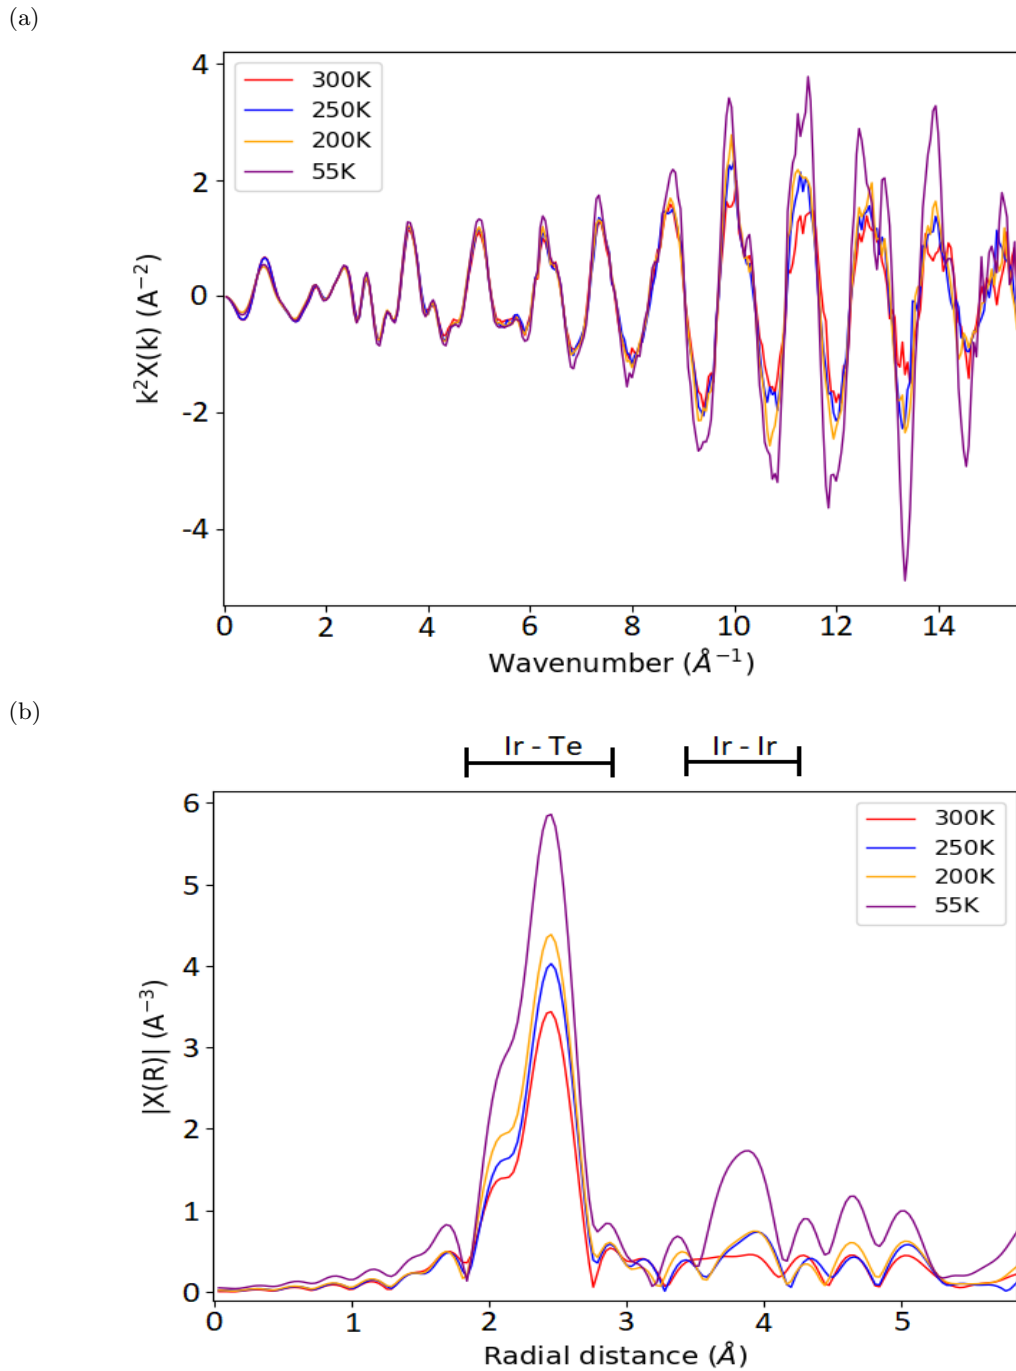 (a)
4
2
0
-2
-4
k²X(k) (A⁻²)
300K
250K
200K
55K
0 2 4 6 8 10 12 14
Wavenumber (Å⁻¹)
(b)
Ir - Te Ir - Ir
6
5
4
3
2
1
0
|X(R)| (A⁻³)
300K
250K
200K
55K
0 1 2 3 4 5
Radial distance (Å)